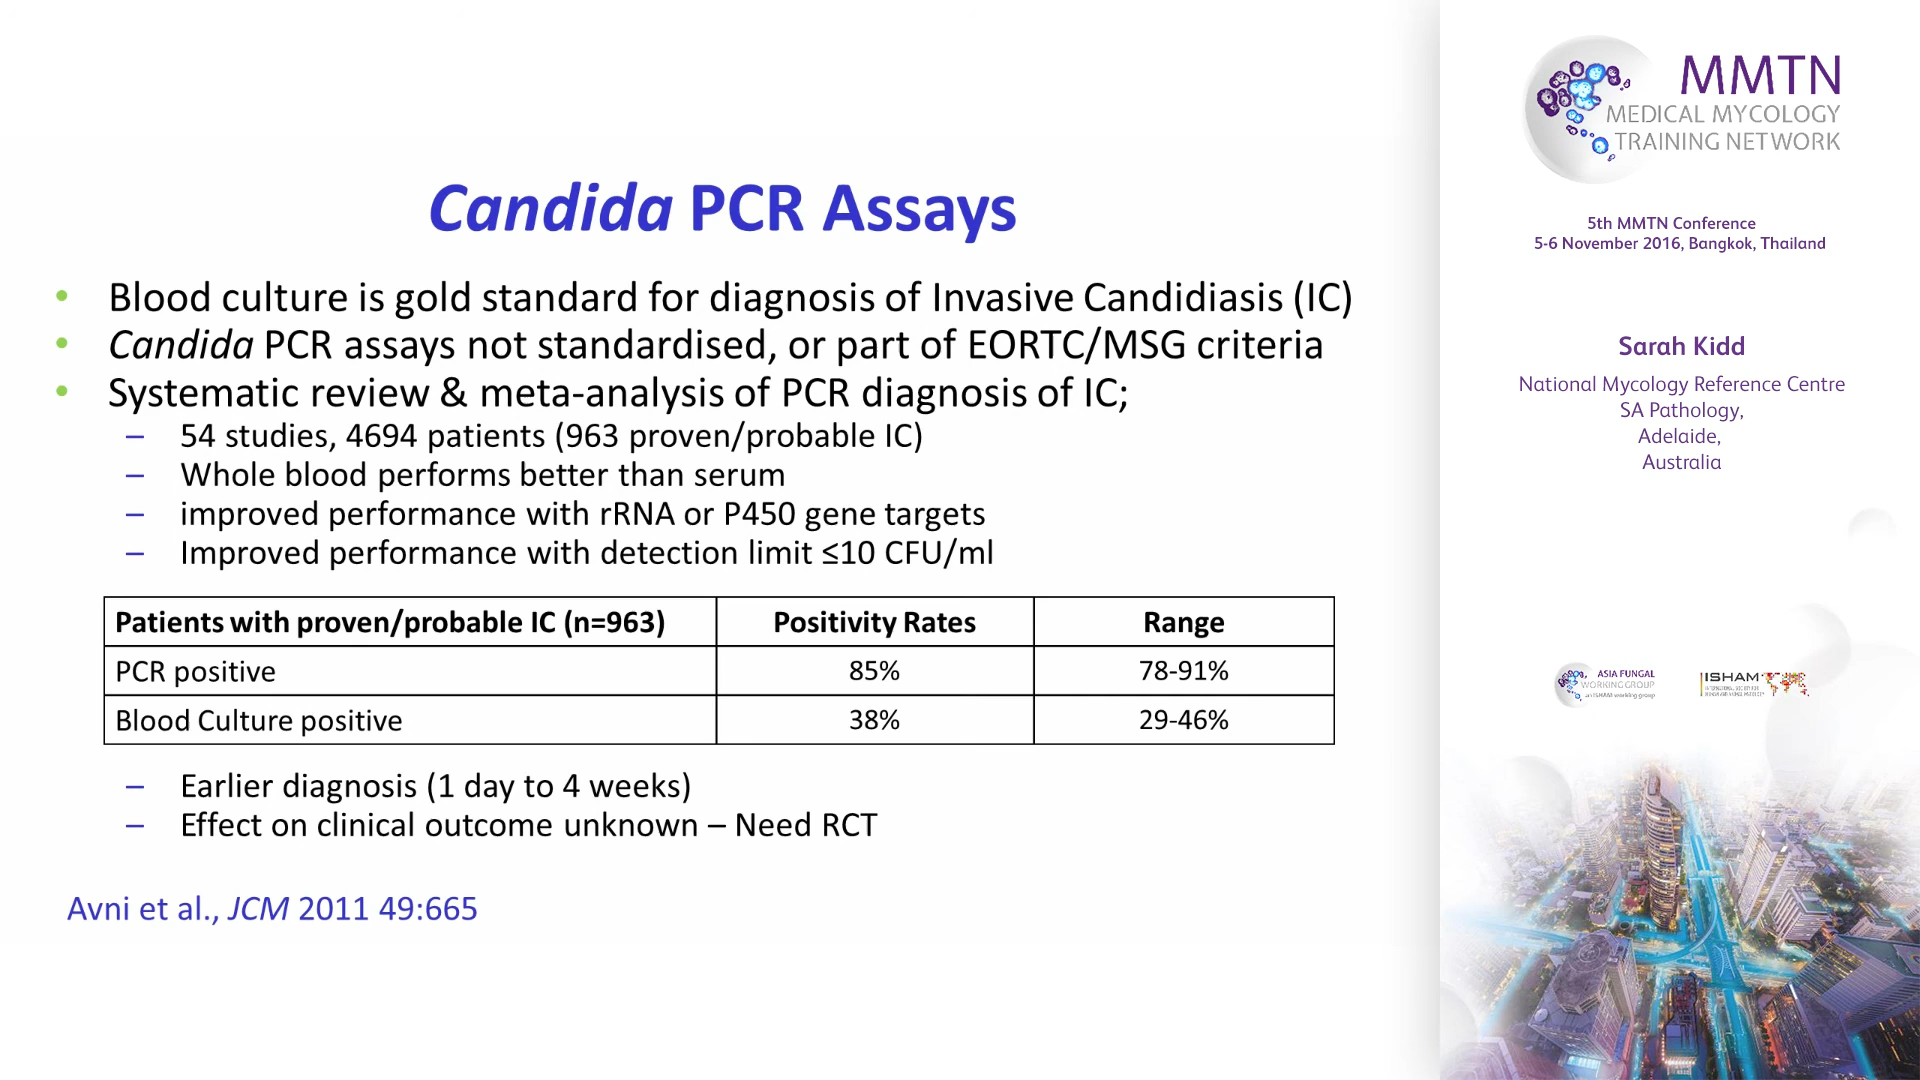 Candida PCR Assays
• Blood culture is gold standard for diagnosis of Invasive Candidiasis (IC)
• Candida PCR assays not standardised, or part of EORTC/MSG criteria
• Systematic review & meta-analysis of PCR diagnosis of IC;
– 54 studies, 4694 patients (963 proven/probable IC)
– Whole blood performs better than serum
– improved performance with rRNA or P450 gene targets
– Improved performance with detection limit ≤10 CFU/ml
Patients with proven/probable IC (n=963) Positivity Rates Range
PCR positive 85% 78-91%
Blood Culture positive 38% 29-46%
– Earlier diagnosis (1 day to 4 weeks)
– Effect on clinical outcome unknown – Need RCT
Avni et al., JCM 2011 49:665
MMTN
MEDICAL MYCOLOGY
TRAINING NETWORK
5th MMTN Conference
5-6 November 2016, Bangkok, Thailand
Sarah Kidd
National Mycology Reference Centre
SA Pathology,
Adelaide,
Australia
ASIA FUNGAL
WORKING GROUP
an ISHAM working group
ISHAM